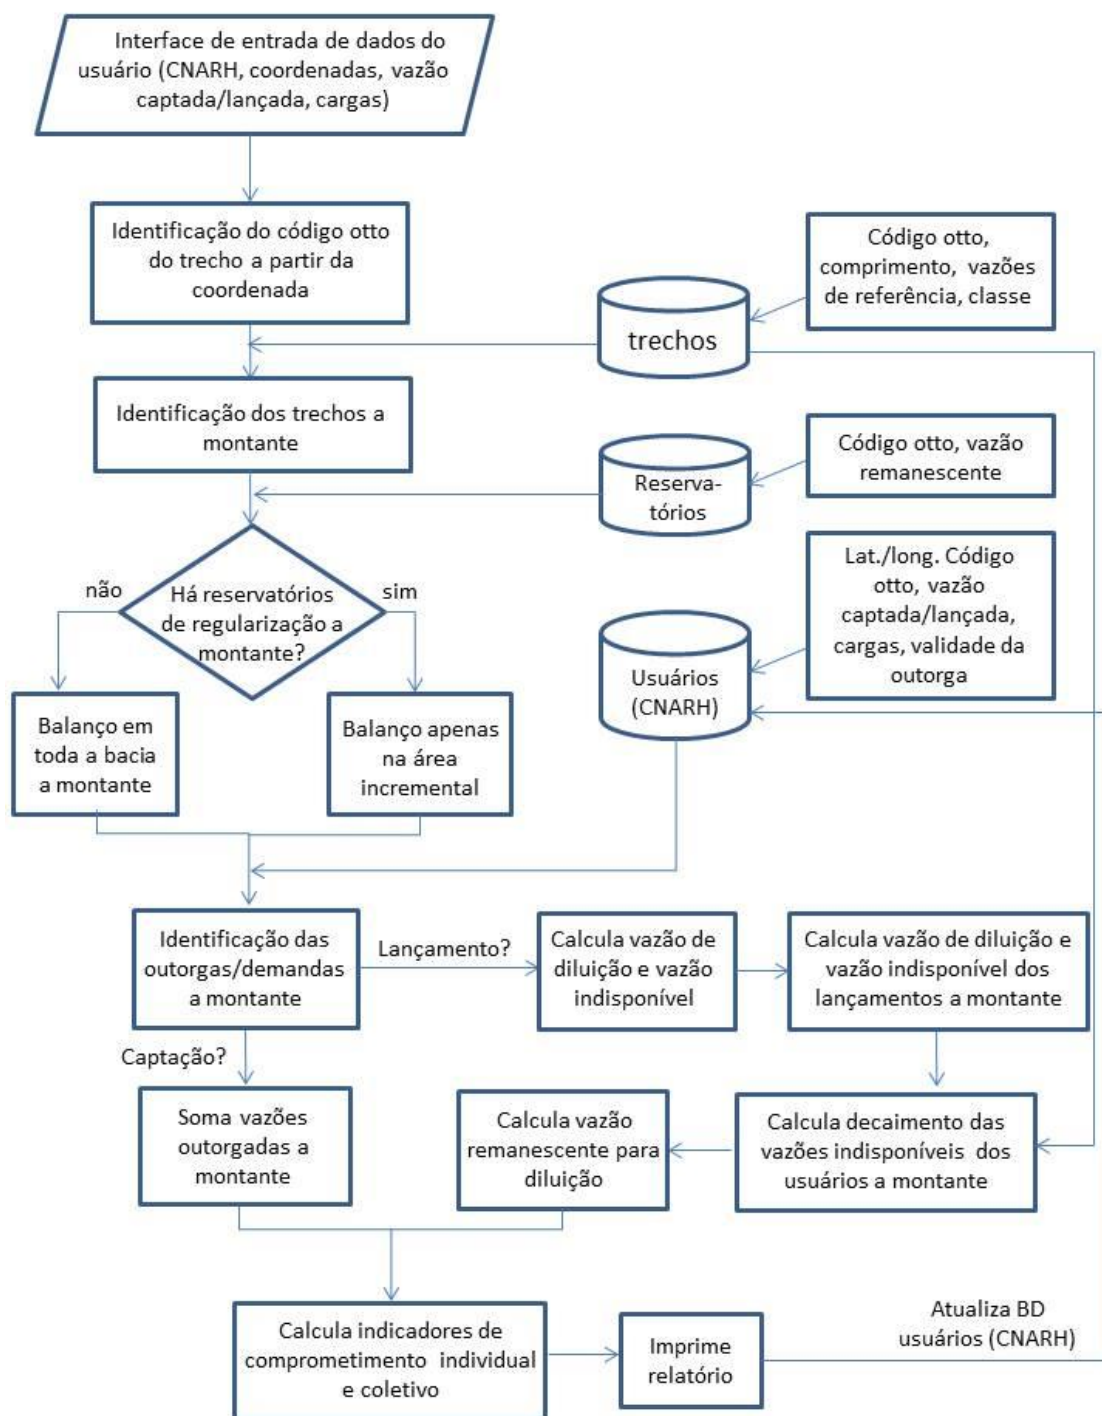 Interface de entrada de dados do
usuário (CNARH, coordenadas, vazão
captada/lançada, cargas)
Identificação do código otto
do trecho a partir da
coordenada
Código otto,
comprimento, vazões
de referência, classe
trechos
Identificação dos trechos a
montante
Código otto, vazão
remanescente
Reserva-
tórios
Lat./long. Código
otto, vazão
captada/lançada,
cargas, validade da
outorga
não
sim
Há reservatórios
de regularização a
montante?
Usuários
(CNARH)
Balanço em
toda a bacia
a montante
Balanço apenas
na área
incremental
Identificação das
outorgas/demandas
a montante
Lançamento?
Calcula vazão de
diluição e vazão
indisponível
Calcula vazão de diluição e
vazão indisponível dos
lançamentos a montante
Captação?
Soma vazões
outorgadas a
montante
Calcula vazão
remanescente para
diluição
Calcula decaimento das
vazões indisponíveis dos
usuários a montante
Calcula indicadores de
comprometimento individual
e coletivo
Imprime
relatório
Atualiza BD
usuários (CNARH)